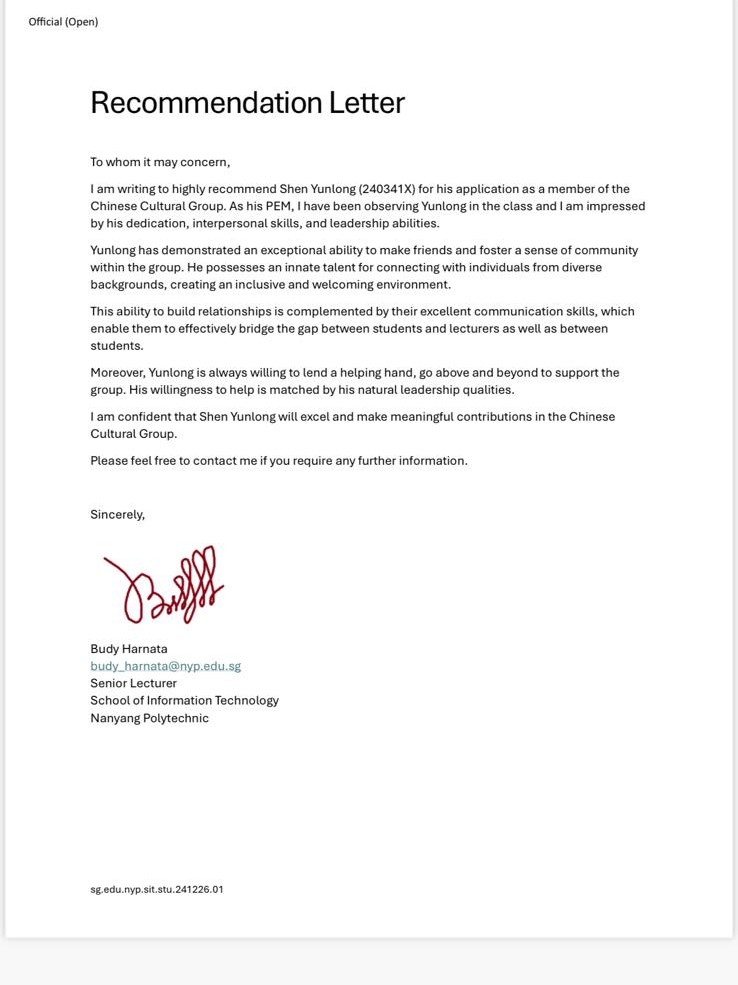 Official (Open)
Recommendation Letter
To whom it may concern,
I am writing to highly recommend Shen Yunlong (240341X) for his application as a member of the
Chinese Cultural Group. As his PEM, I have been observing Yunlong in the class and I am impressed
by his dedication, interpersonal skills, and leadership abilities.
Yunlong has demonstrated an exceptional ability to make friends and foster a sense of community
within the group. He possesses an innate talent for connecting with individuals from diverse
backgrounds, creating an inclusive and welcoming environment.
This ability to build relationships is complemented by their excellent communication skills, which
enable them to effectively bridge the gap between students and lecturers as well as between
students.
Moreover, Yunlong is always willing to lend a helping hand, go above and beyond to support the
group. His willingness to help is matched by his natural leadership qualities.
I am confident that Shen Yunlong will excel and make meaningful contributions in the Chinese
Cultural Group.
Please feel free to contact me if you require any further information.
Sincerely,
Budy Harnata
budy_harnata@nyp.edu.sg
Senior Lecturer
School of Information Technology
Nanyang Polytechnic
sg.edu.nyp.sit.stu.241226.01